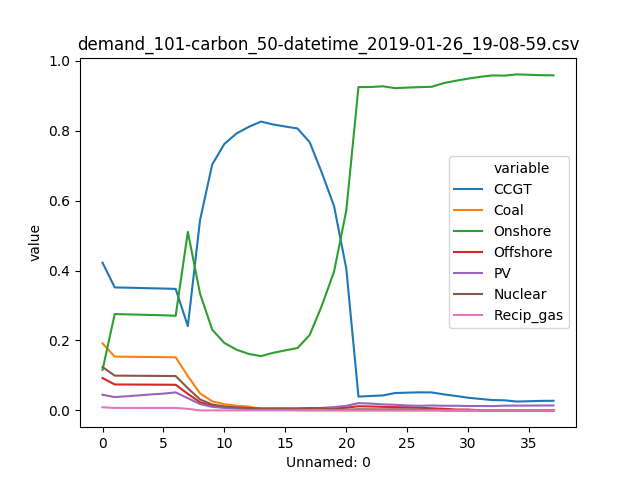 demand_101-carbon_50-datetime_2019-01-26_19-08-59.csv
1.0
0.8
0.6
0.4
0.2
0.0
value
variable
CCGT
Coal
Onshore
Offshore
PV
Nuclear
Recip_gas
0 5 10 15 20 25 30 35
Unnamed: 0